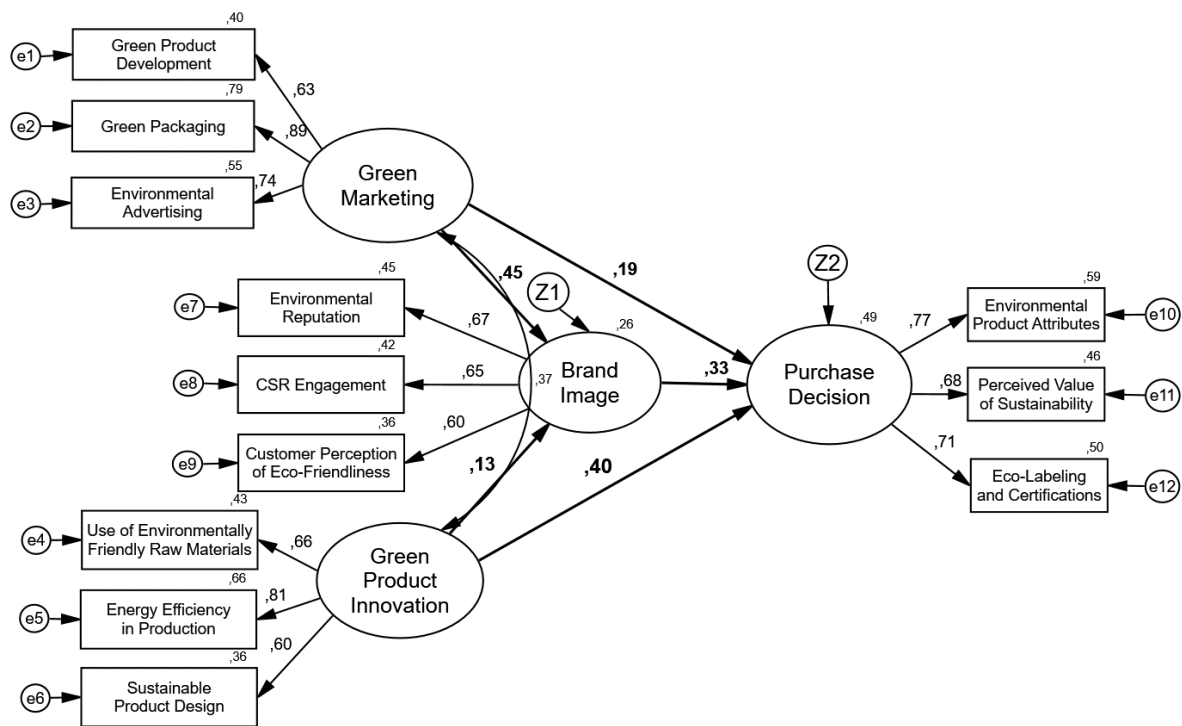 ,40
e1
Green Product
Development
,63
,79
e2
Green Packaging
,89
,55
e3
Environmental
Advertising
,74
Green
Marketing
,45
,19
Z1
Z2
,45
e7
Environmental
Reputation
,67
,42
e8
CSR Engagement
,65
,36
e9
Customer Perception
of Eco-Friendliness
,60
,26
Brand
Image
,37
,33
,49
Purchase
Decision
,59
,77
Environmental
Product Attributes
e10
,46
,68
Perceived Value
of Sustainability
e11
,50
,71
Eco-Labeling
and Certifications
e12
,13
,40
,43
e4
Use of Environmentally
Friendly Raw Materials
,66
,66
e5
Energy Efficiency
in Production
,81
,36
e6
Sustainable
Product Design
,60
Green
Product
Innovation